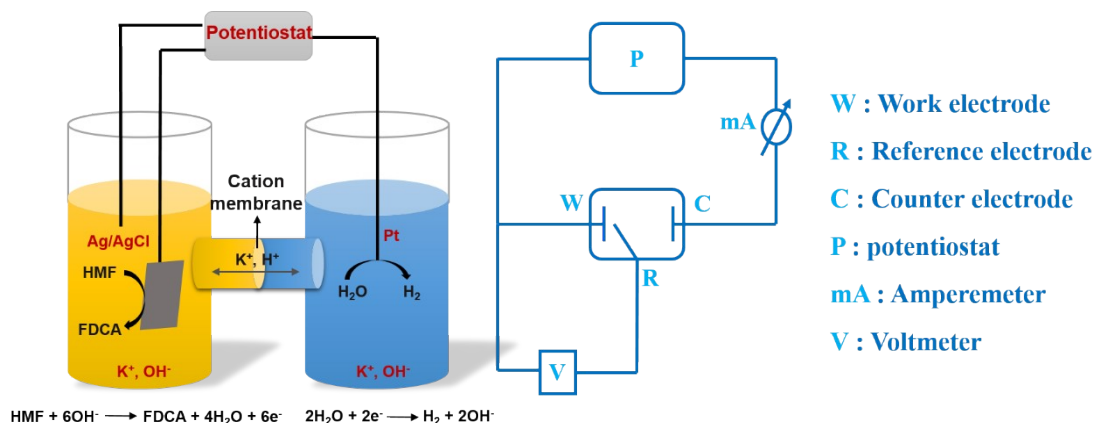 Potentiostat
Cation
membrane
Ag/AgCl
HMF
FDCA
K⁺, H⁺
Pt
H₂O
H₂
K⁺, OH⁻
K⁺, OH⁻
HMF + 6OH⁻ → FDCA + 4H₂O + 6e⁻
2H₂O + 2e⁻ → H₂ + 2OH⁻
P
mA
W
C
R
V
W : Work electrode
R : Reference electrode
C : Counter electrode
P : potentiostat
mA : Amperemeter
V : Voltmeter